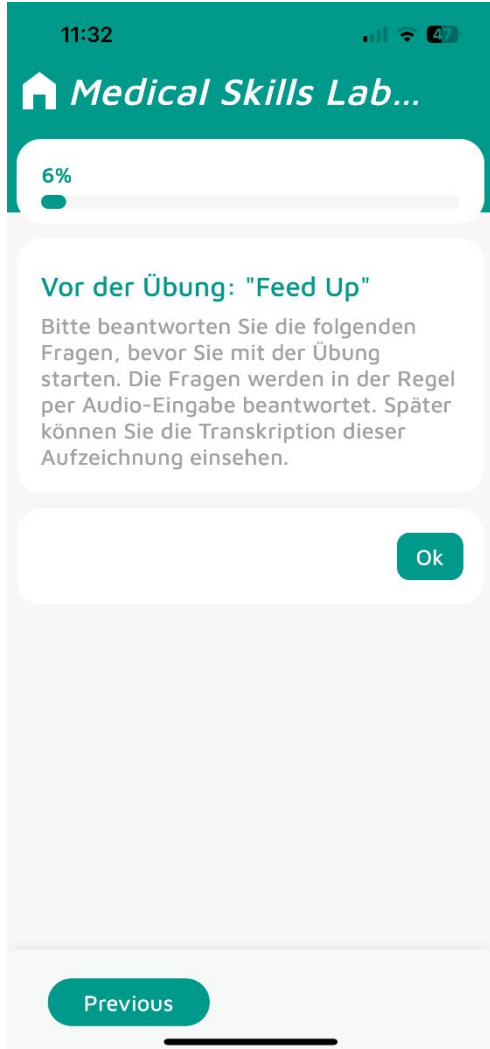 11:32
47
Medical Skills Lab...
6%
Vor der Übung: "Feed Up"
Bitte beantworten Sie die folgenden
Fragen, bevor Sie mit der Übung
starten. Die Fragen werden in der Regel
per Audio-Eingabe beantwortet. Später
können Sie die Transkription dieser
Aufzeichnung einsehen.
Ok
Previous